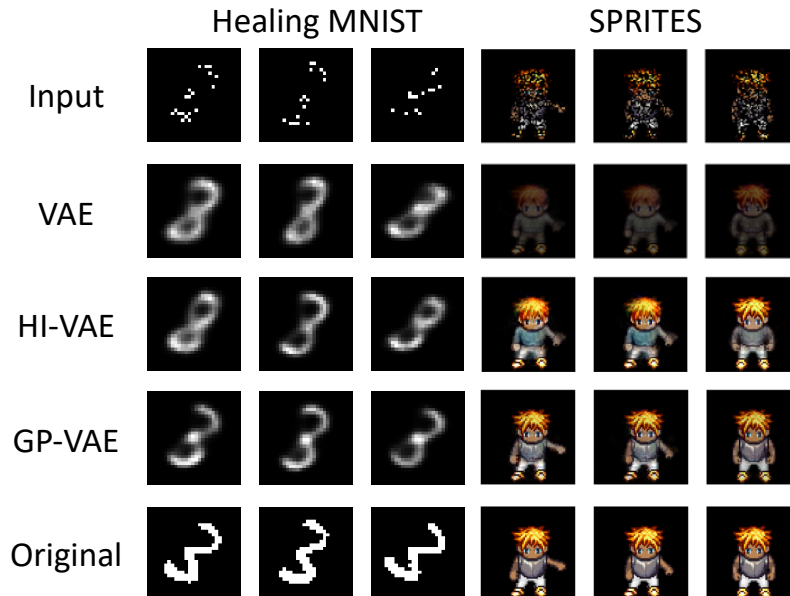 Healing MNIST SPRITES
Input
VAE
HI-VAE
GP-VAE
Original